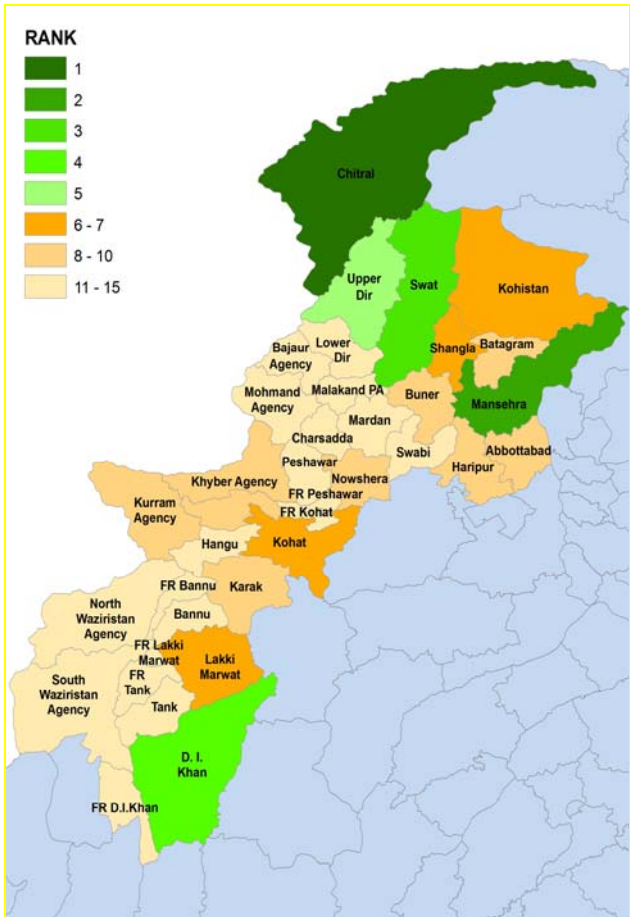 RANK
1
2
3
4
5
6 - 7
8 - 10
11 - 15
Chitral
Upper
Dir
Swat
Kohistan
Shangla
Batagram
Lower
Dir
Bajaur
Agency
Mohmand
Agency
Malakand PA
Buner
Mansehra
Mardan
Charsadda
Swabi
Abbottabad
Haripur
Peshawar
Khyber Agency
Nowshera
FR Peshawar
Kurram
Agency
FR Kohat
Hangu
Kohat
FR Bannu
Karak
North
Waziristan
Agency
Bannu
FR Lakki
Marwat
Lakki
Marwat
FR
Tank
South
Waziristan
Agency
Tank
D. I.
Khan
FR D.I.Khan